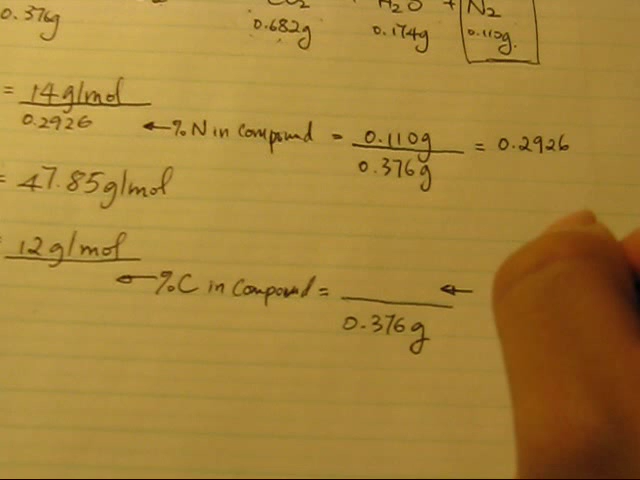 CO2 H2O + N2
0.376g 0.682g 0.174g 0.110g.
= 14g/mol
0.2926 ← % N in compound = 0.110g = 0.2926
0.376g
= 47.85g/mol
= 12g/mol
← % C in compound = ←
0.376g